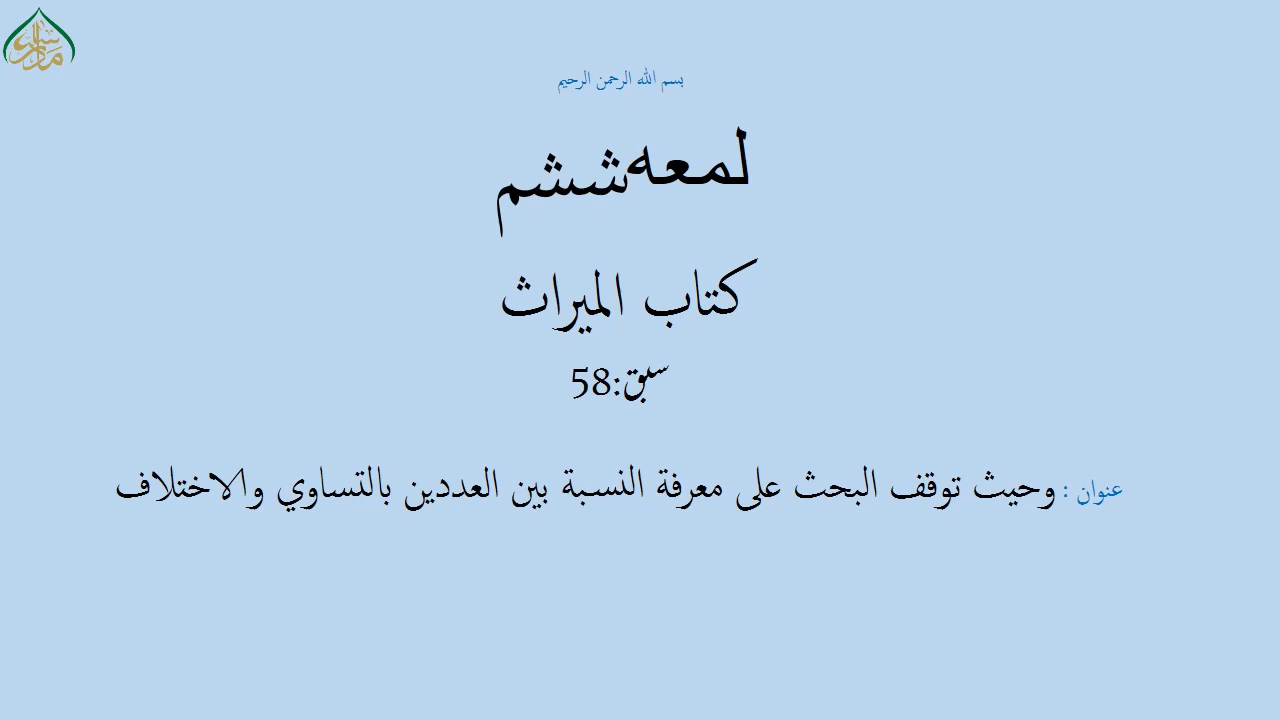 بسم الله الرحمن الرحيم
لمعه ششم
كتاب الميراث
سبق:58
عنوان : وحيث توقف البحث على معرفة النسبة بين العددين بالتساوي والاختلاف